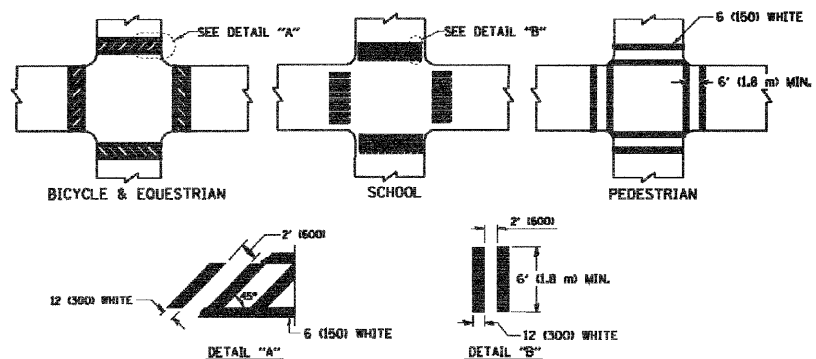 SEE DETAIL "A"
SEE DETAIL "B"
6 (150) WHITE
6' (1.8 m) MIN.
BICYCLE & EQUESTRIAN
SCHOOL
PEDESTRIAN
2' (600)
12 (300) WHITE
45°
6 (150) WHITE
DETAIL "A"
2' (600)
6' (1.8 m) MIN.
12 (300) WHITE
DETAIL "B"